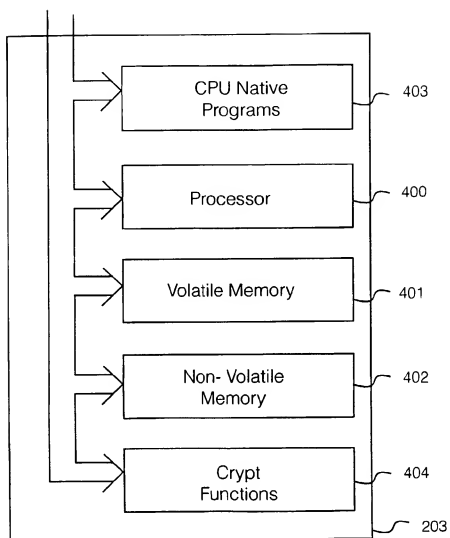 CPU Native
Programs
403
Processor
400
Volatile Memory
401
Non- Volatile
Memory
402
Crypt
Functions
404
203